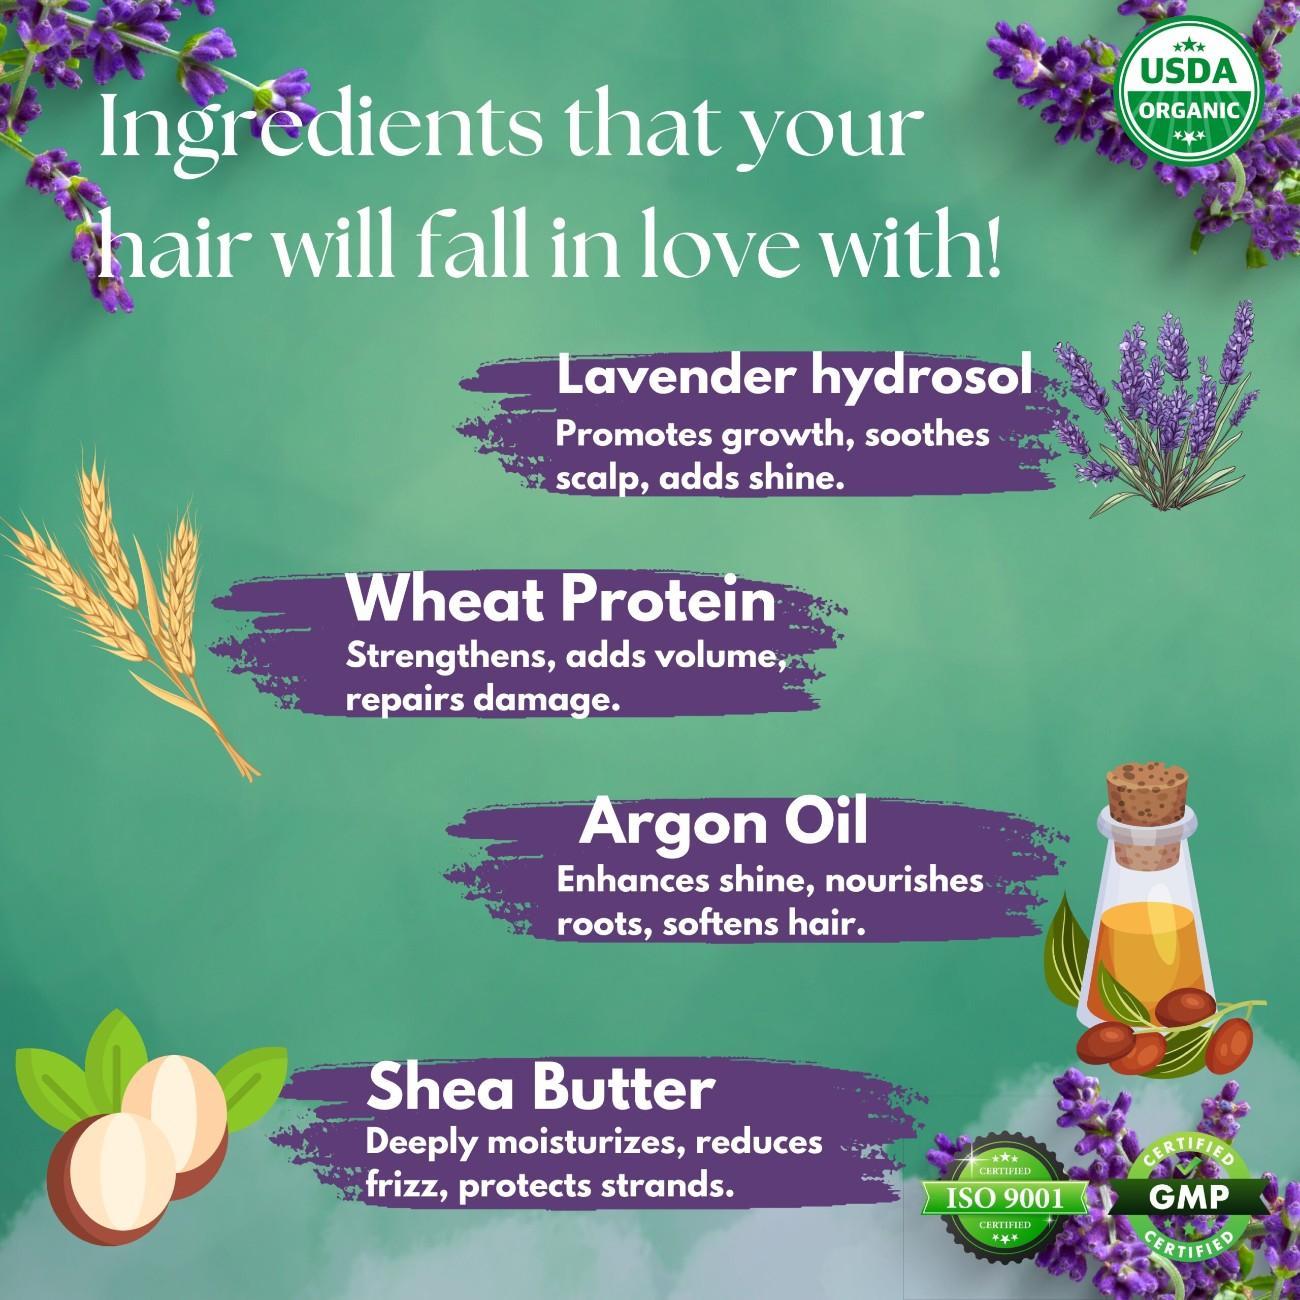 Ingredients that your
hair will fall in love with!
USDA
ORGANIC
Lavender hydrosol
Promotes growth, soothes
scalp, adds shine.
Wheat Protein
Strengthens, adds volume,
repairs damage.
Argon Oil
Enhances shine, nourishes
roots, softens hair.
Shea Butter
Deeply moisturizes, reduces
frizz, protects strands.
CERTIFIED
ISO 9001
CERTIFIED
CERTIFIED
GMP
CERTIFIED